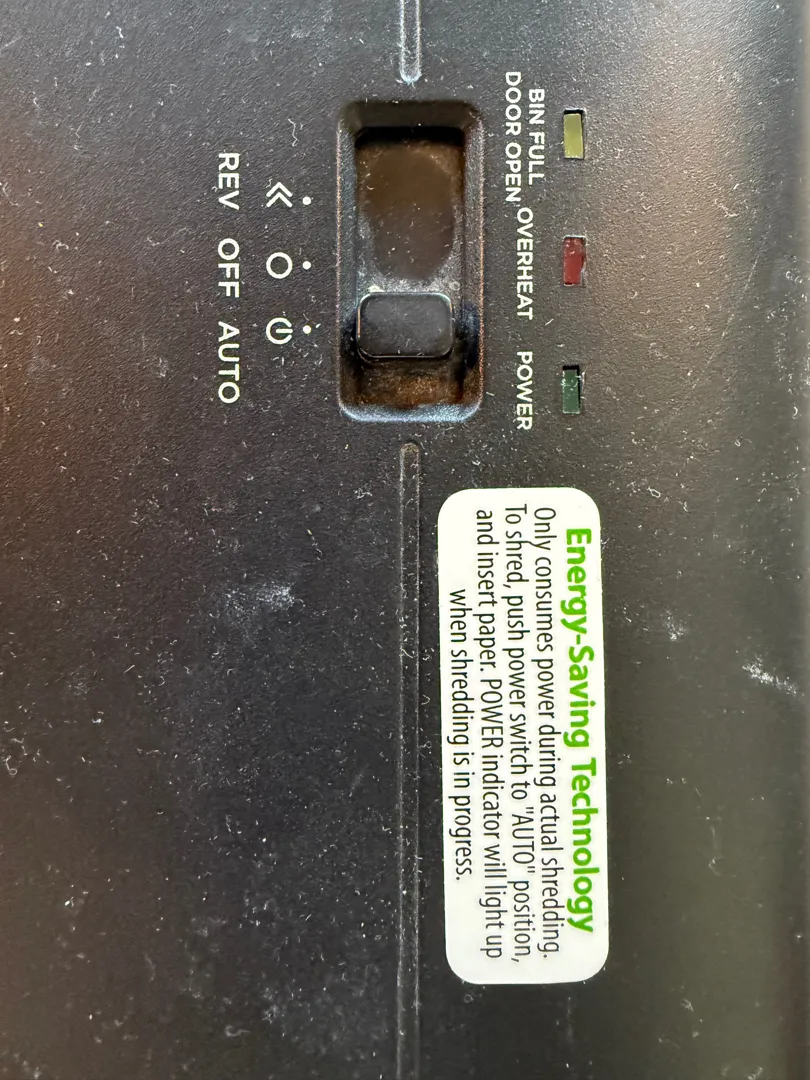 BIN FULL
DOOR OPEN
OVERHEAT
POWER
REV OFF AUTO
Energy-Saving Technology
Only consumes power during actual shredding.
To shred, push power switch to "AUTO" position,
and insert paper. POWER indicator will light up
when shredding is in progress.